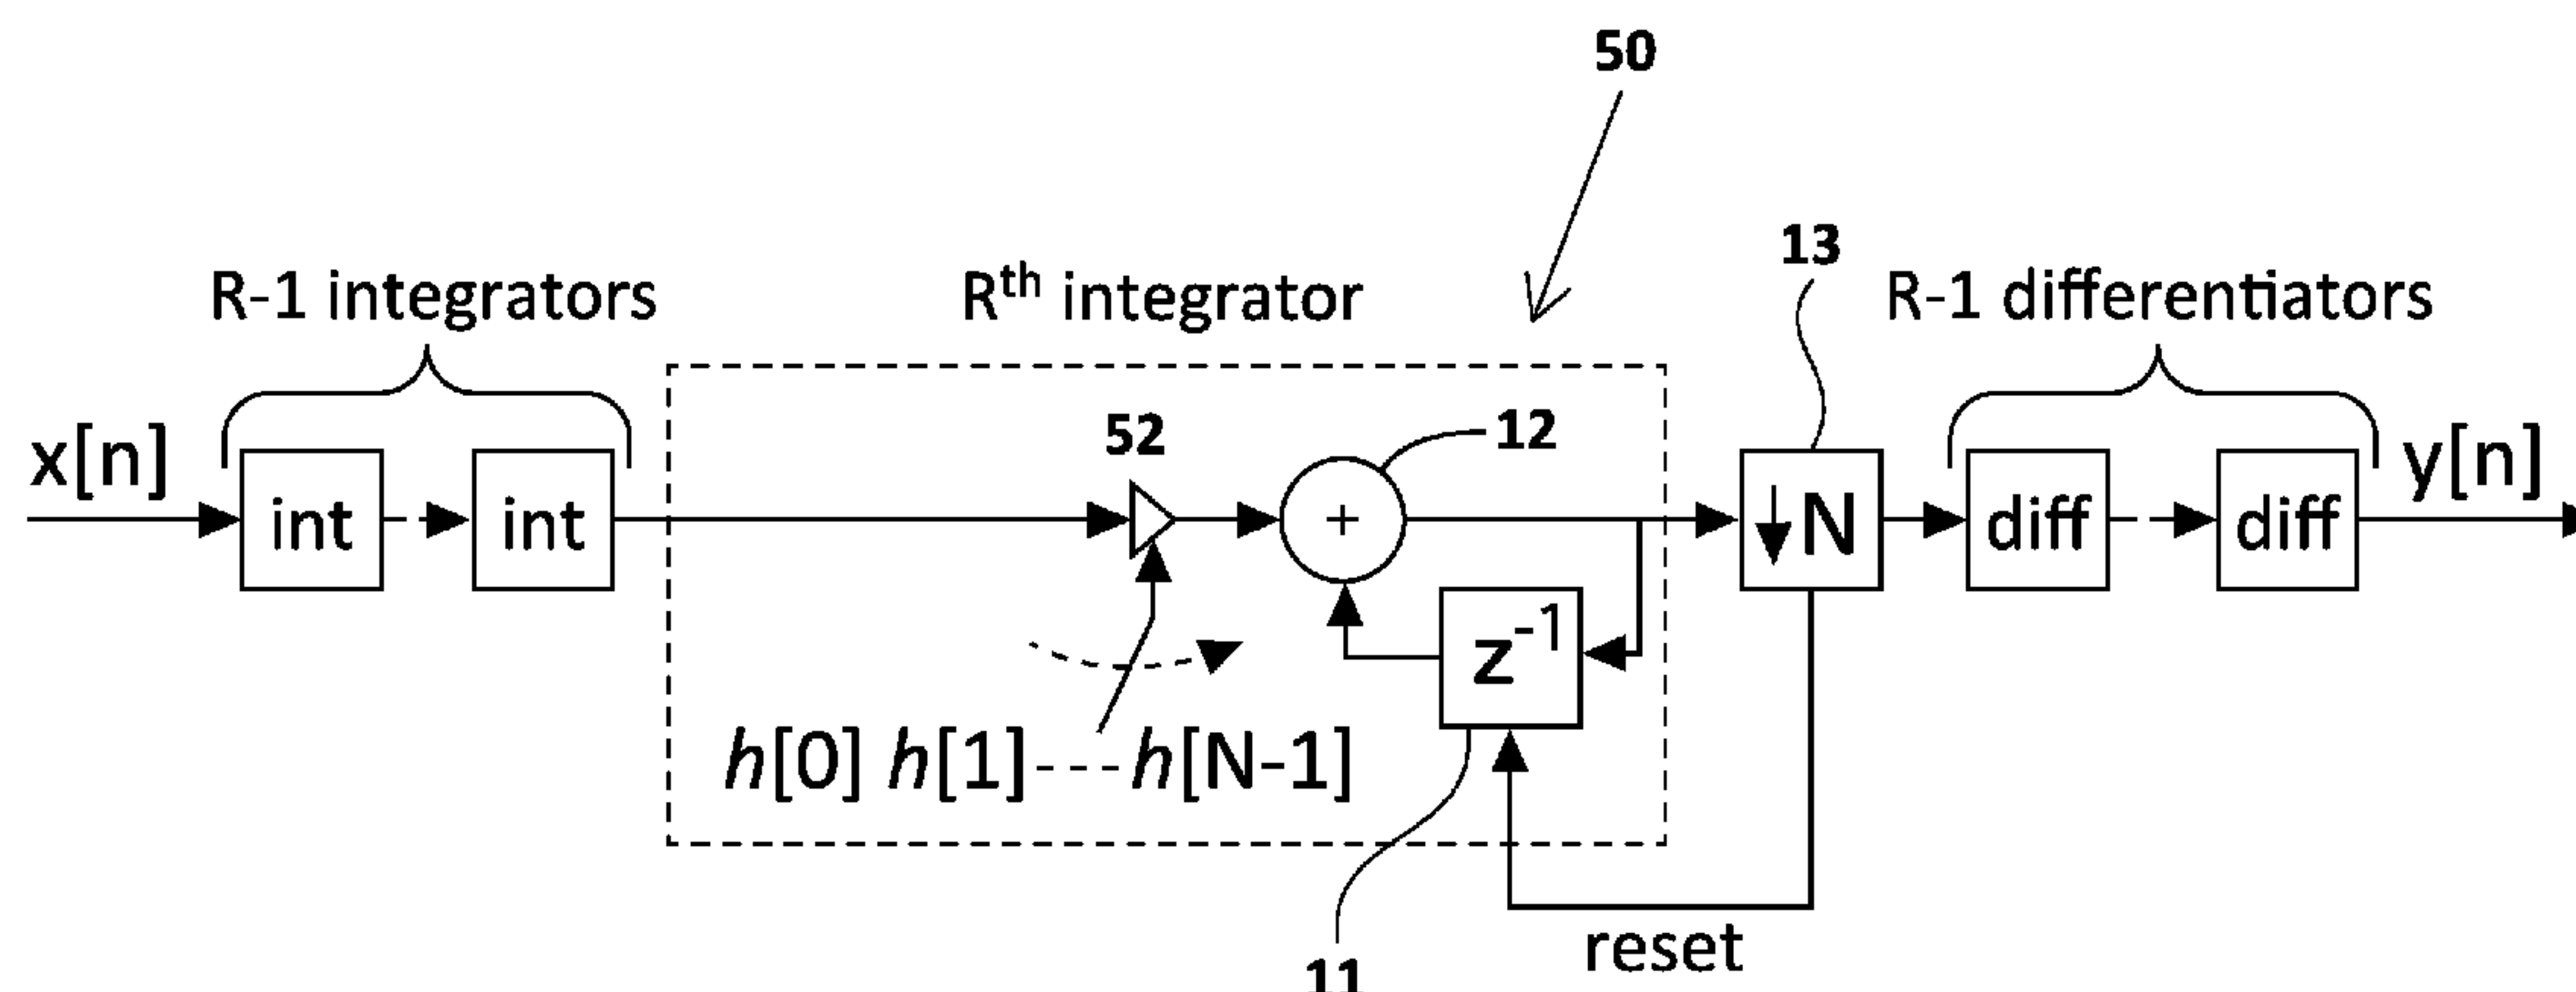 50
13
R-1 integrators
Rth integrator
R-1 differentiators
x[n]
52
12
y[n]
int
int
+
↓N
diff
diff
z-1
h[0] h[1]---h[N-1]
reset
11